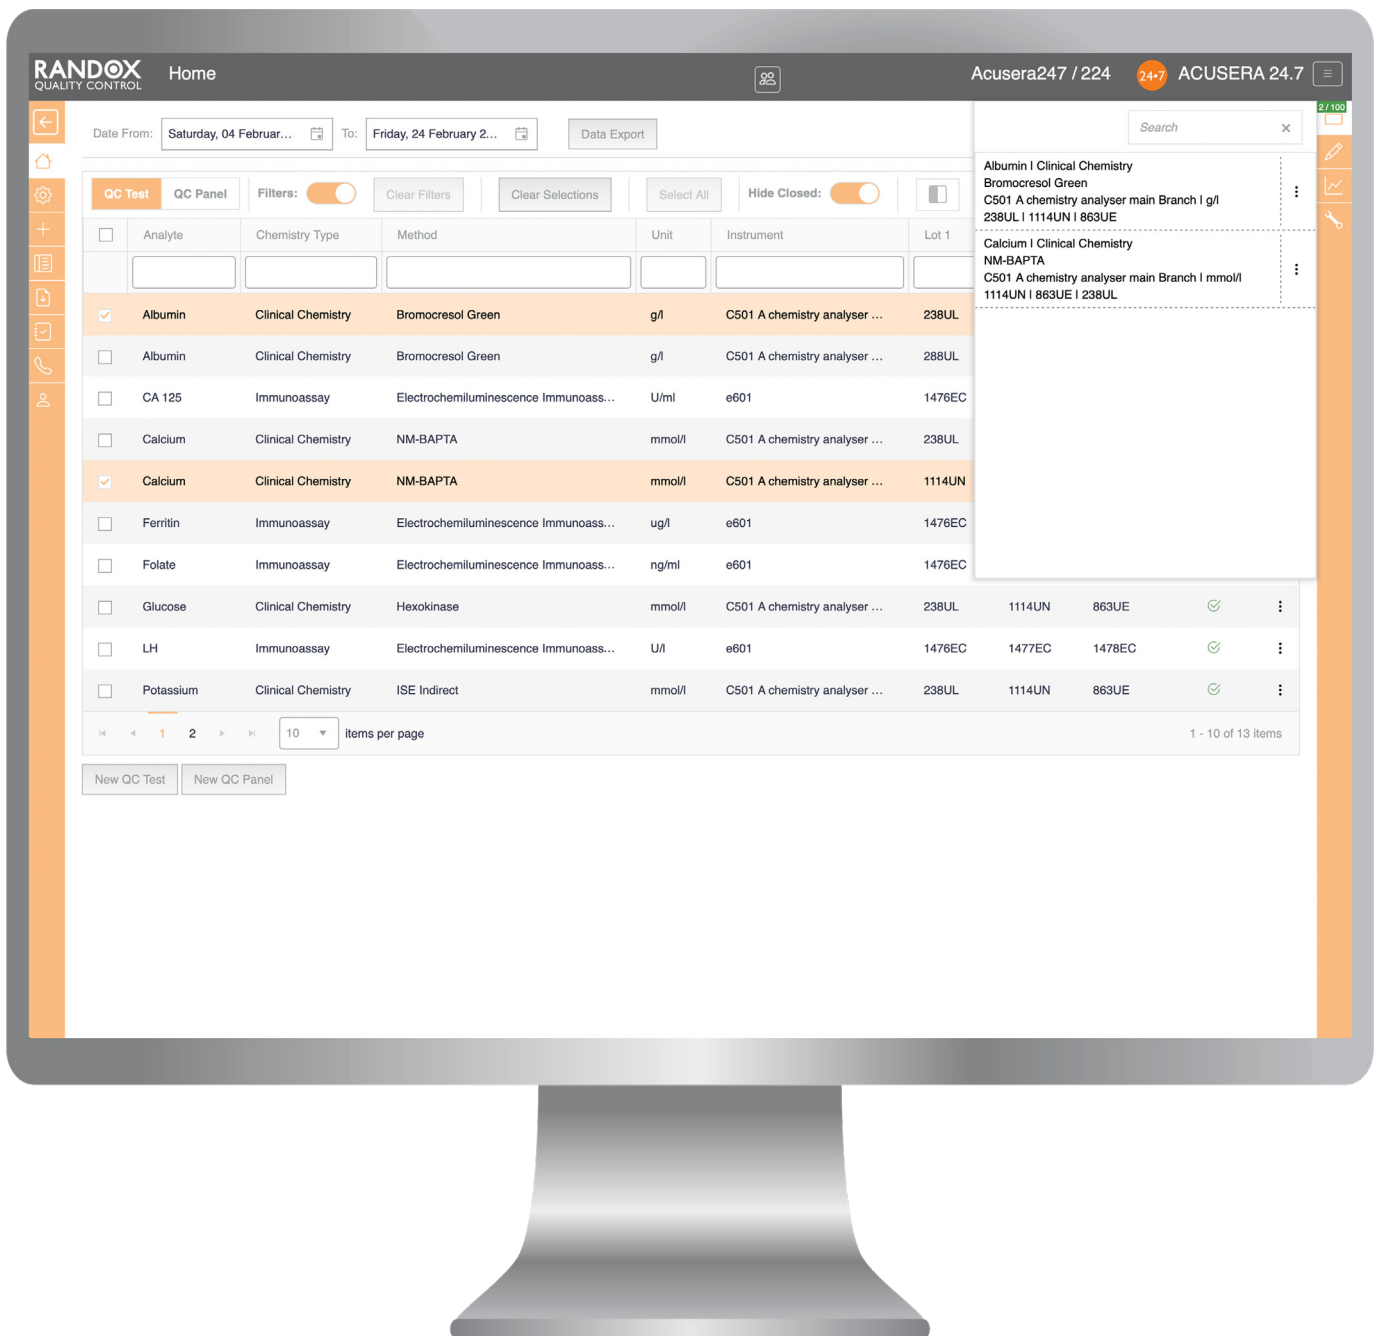 RANDOX
QUALITY CONTROL
Home
Acusera247 / 224
24•7
ACUSERA 24.7
2 / 100
Date From:
Saturday, 04 Februar...
To:
Friday, 24 February 2...
Data Export
Search
Albumin | Clinical Chemistry
Bromocresol Green
C501 A chemistry analyser main Branch | g/l
238UL | 1114UN | 863UE
Calcium | Clinical Chemistry
NM-BAPTA
C501 A chemistry analyser main Branch | mmol/l
1114UN | 863UE | 238UL
QC Test QC Panel Filters: Clear Filters Clear Selections Select All Hide Closed:
Analyte Chemistry Type Method Unit Instrument Lot 1
Albumin Clinical Chemistry Bromocresol Green g/l C501 A chemistry analyser ... 238UL
Albumin Clinical Chemistry Bromocresol Green g/l C501 A chemistry analyser ... 288UL
CA 125 Immunoassay Electrochemiluminescence Immunoass... U/ml e601 1476EC
Calcium Clinical Chemistry NM-BAPTA mmol/l C501 A chemistry analyser ... 238UL
Calcium Clinical Chemistry NM-BAPTA mmol/l C501 A chemistry analyser ... 1114UN
Ferritin Immunoassay Electrochemiluminescence Immunoass... ug/l e601 1476EC
Folate Immunoassay Electrochemiluminescence Immunoass... ng/ml e601 1476EC
Glucose Clinical Chemistry Hexokinase mmol/l C501 A chemistry analyser ... 238UL 1114UN 863UE
LH Immunoassay Electrochemiluminescence Immunoass... U/l e601 1476EC 1477EC 1478EC
Potassium Clinical Chemistry ISE Indirect mmol/l C501 A chemistry analyser ... 238UL 1114UN 863UE
1 2 10 items per page 1 - 10 of 13 items
New QC Test New QC Panel